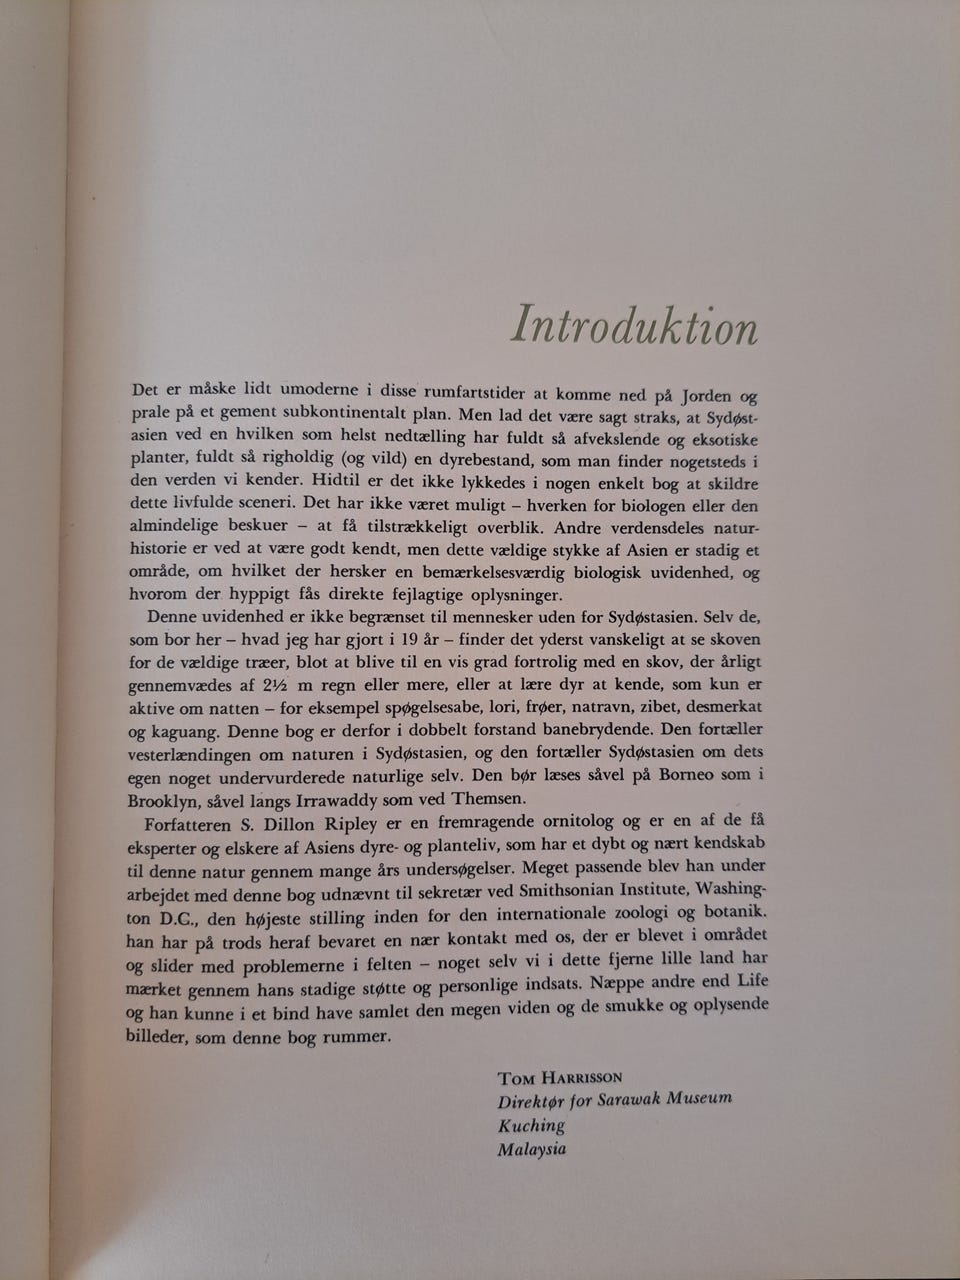 Introduktion
Det er måske lidt umoderne i disse rumfartstider at komme ned på Jorden og
prale på et gement subkontinentalt plan. Men lad det være sagt straks, at Sydøst-
asien ved en hvilken som helst nedtælling har fuldt så afvekslende og eksotiske
planter, fuldt så righoldig (og vild) en dyrebestand, som man finder nogetsteds i
den verden vi kender. Hidtil er det ikke lykkedes i nogen enkelt bog at skildre
dette livfulde sceneri. Det har ikke været muligt – hverken for biologen eller den
almindelige beskuer – at få tilstrækkeligt overblik. Andre verdensdeles natur-
historie er ved at være godt kendt, men dette vældige stykke af Asien er stadig et
område, om hvilket der hersker en bemærkelsesværdig biologisk uvidenhed, og
hvorom der hyppigt fås direkte fejlagtige oplysninger.
Denne uvidenhed er ikke begrænset til mennesker uden for Sydøstasien. Selv de,
som bor her – hvad jeg har gjort i 19 år – finder det yderst vanskeligt at se skoven
for de vældige træer, blot at blive til en vis grad fortrolig med en skov, der årligt
gennemvædes af 2½ m regn eller mere, eller at lære dyr at kende, som kun er
aktive om natten – for eksempel spøgelsesabe, lori, frøer, natravn, zibet, desmerkat
og kaguang. Denne bog er derfor i dobbelt forstand banebrydende. Den fortæller
vesterlændingen om naturen i Sydøstasien, og den fortæller Sydøstasien om dets
egen noget undervurderede naturlige selv. Den bør læses såvel på Borneo som i
Brooklyn, såvel langs Irrawaddy som ved Themsen.
Forfatteren S. Dillon Ripley er en fremragende ornitolog og er en af de få
eksperter og elskere af Asiens dyre- og planteliv, som har et dybt og nært kendskab
til denne natur gennem mange års undersøgelser. Meget passende blev han under
arbejdet med denne bog udnævnt til sekretær ved Smithsonian Institute, Washing-
ton D.C., den højeste stilling inden for den internationale zoologi og botanik.
han har på trods heraf bevaret en nær kontakt med os, der er blevet i området
og slider med problemerne i felten – noget selv vi i dette fjerne lille land har
mærket gennem hans stadige støtte og personlige indsats. Næppe andre end Life
og han kunne i et bind have samlet den megen viden og de smukke og oplysende
billeder, som denne bog rummer.
Tom Harrisson
Direktør for Sarawak Museum
Kuching
Malaysia